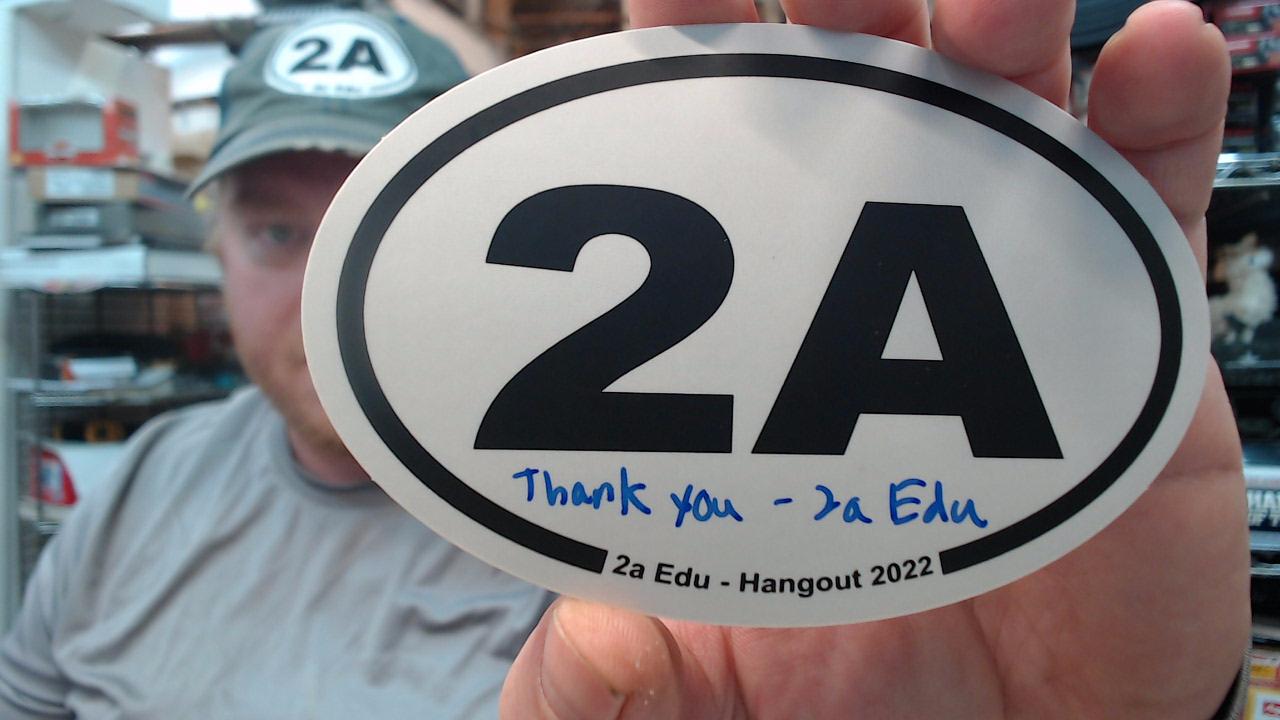 2A
2A
Thank you - 2a Edu
2a Edu - Hangout 2022